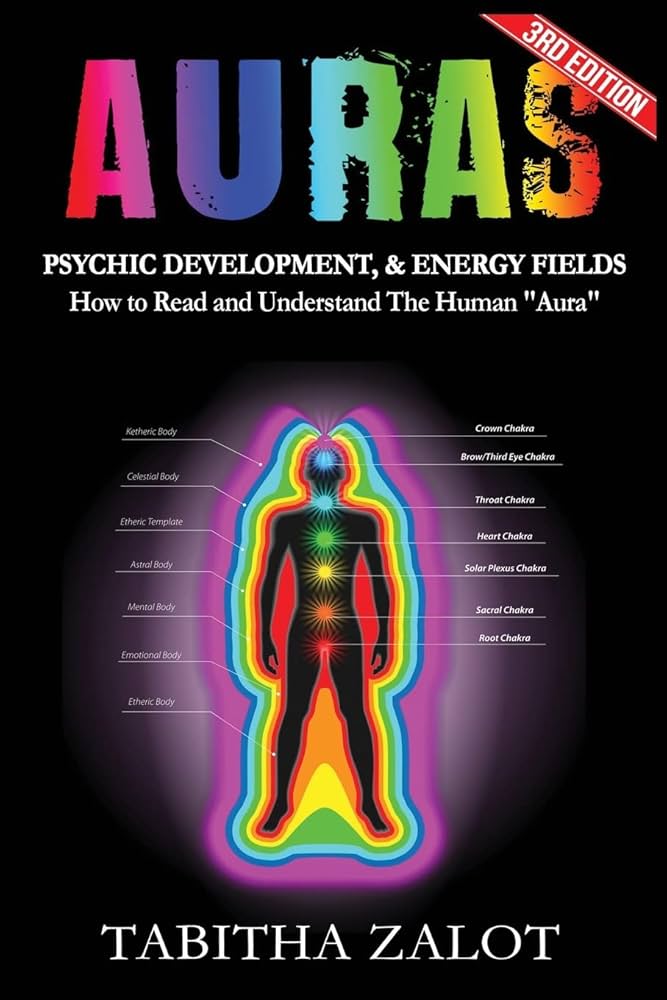 3RD EDITION
AURAS
PSYCHIC DEVELOPMENT, & ENERGY FIELDS
How to Read and Understand The Human "Aura"
Ketheric Body
Celestial Body
Etheric Template
Astral Body
Mental Body
Emotional Body
Etheric Body
Crown Chakra
Brow/Third Eye Chakra
Throat Chakra
Heart Chakra
Solar Plexus Chakra
Sacral Chakra
Root Chakra
TABITHA ZALOT